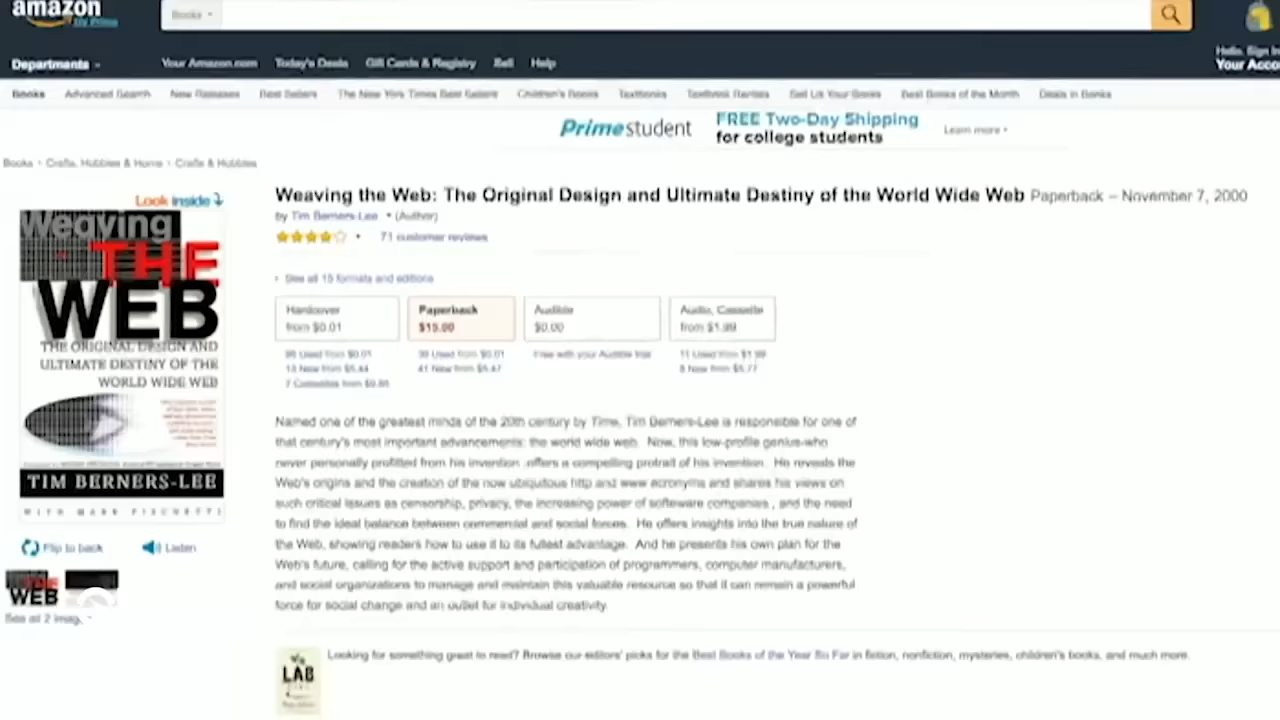 amazon
try Prime
Books
Hello. Sign in
Departments
Your Amazon.com Today's Deals Gift Cards & Registry Sell Help
Your Acco
Books Advanced Search New Releases Best Sellers The New York Times Best Sellers Children's Books Textbooks Textbook Rentals Sell Us Your Books Best Books of the Month Deals in Books
Prime student FREE Two-Day Shipping
for college students Learn more
Books › Crafts, Hobbies & Home › Crafts & Hobbies
Look inside
Weaving the Web: The Original Design and Ultimate Destiny of the World Wide Web Paperback – November 7, 2000
by Tim Berners-Lee (Author)
71 customer reviews
See all 15 formats and editions
Hardcover Paperback Audible Audio, Cassette
from $0.01 $15.00 $0.00 from $1.99
Used from $0.01 Used from $0.01 Free with your Audible trial 11 Used from $1.99
New from 41 New from $5.47 New from $5.77
7 Collectible from
Weaving
THE
WEB
THE ORIGINAL DESIGN AND
ULTIMATE DESTINY OF THE
WORLD WIDE WEB
TIM BERNERS-LEE
WITH MARK FISCHETTI
Flip to back Listen
THE
WEB
See all 2 imag
Named one of the greatest minds of the 20th century by Time, Tim Berners-Lee is responsible for one of
that century's most important advancements: the world wide web. Now, this low-profile genius-who
never personally profitted from his invention -offers a compelling protrait of his invention. He reveals the
Web's origins and the creation of the now ubiquitous http and www acronyms and shares his views on
such critical issues as censorship, privacy, the increasing power of softeware companies , and the need
to find the ideal balance between commercial and social forces. He offers insights into the true nature of
the Web, showing readers how to use it to its fullest advantage. And he presents his own plan for the
Web's future, calling for the active support and participation of programmers, computer manufacturers,
and social organizations to manage and maintain this valuable resource so that it can remain a powerful
force for social change and an outlet for individual creativity.
LAB
Looking for something great to read? Browse our editors' picks for the Best Books of the Year So Far in fiction, nonfiction, mysteries, children's books, and much more.